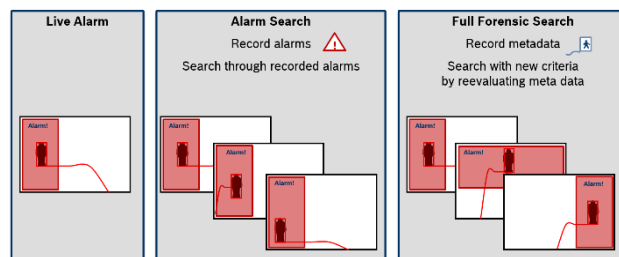 Live Alarm
Alarm!
Alarm Search
Record alarms
Search through recorded alarms
Alarm!
Alarm!
Alarm!
Full Forensic Search
Record metadata
Search with new criteria
by reevaluating meta data
Alarm!
Alarm!
Alarm!